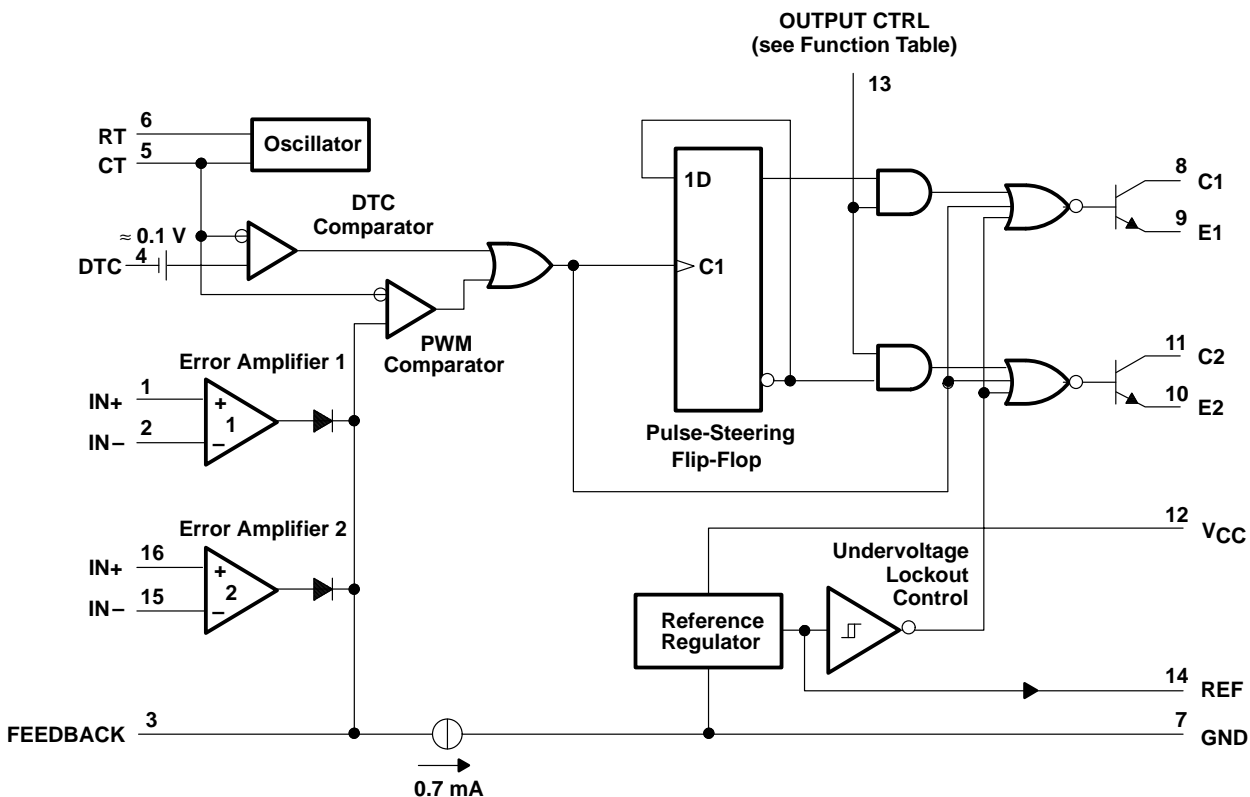 OUTPUT CTRL
(see Function Table)
13
6
RT
5
CT
Oscillator
DTC
Comparator
≈ 0.1 V
4
DTC
PWM
Comparator
1D
C1
Pulse-Steering
Flip-Flop
8
C1
9
E1
11
C2
10
E2
Error Amplifier 1
1
IN+
2
IN−
+
1
−
Error Amplifier 2
16
IN+
15
IN−
+
2
−
12
VCC
Undervoltage
Lockout
Control
Reference
Regulator
14
REF
7
GND
3
FEEDBACK
0.7 mA